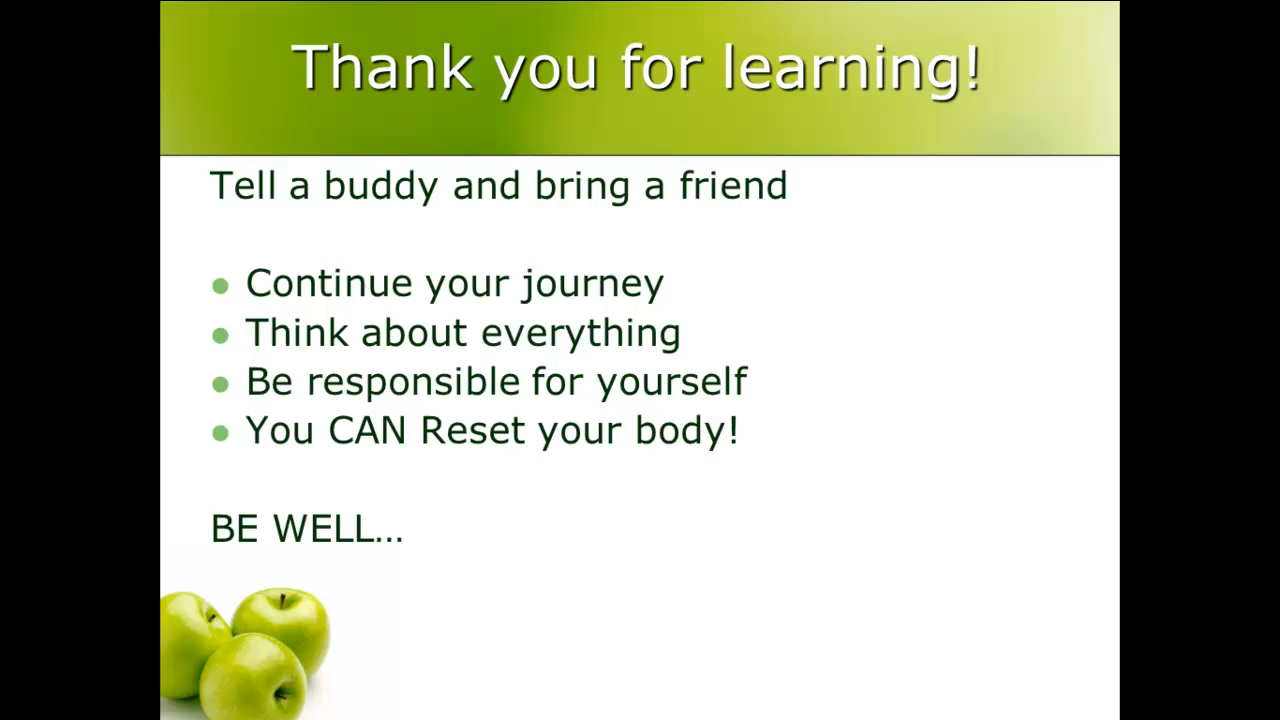 Thank you for learning!
Tell a buddy and bring a friend
Continue your journey
Think about everything
Be responsible for yourself
You CAN Reset your body!
BE WELL…